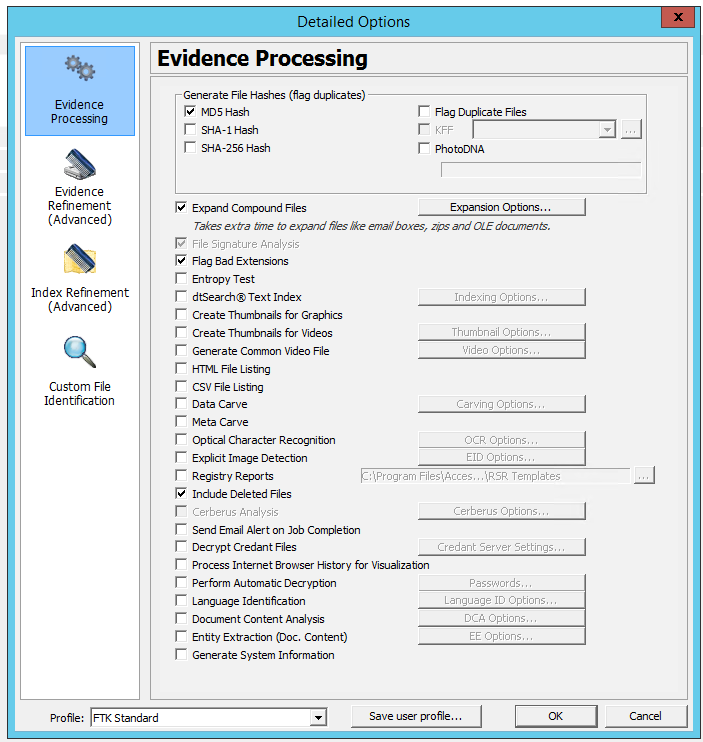 Detailed Options
x
Evidence
Processing
Evidence
Refinement
(Advanced)
Index Refinement
(Advanced)
Custom File
Identification
Evidence Processing
Generate File Hashes (flag duplicates)
MD5 Hash
Flag Duplicate Files
SHA-1 Hash
KFF
...
SHA-256 Hash
PhotoDNA
Expand Compound Files
Expansion Options...
Takes extra time to expand files like email boxes, zips and OLE documents.
File Signature Analysis
Flag Bad Extensions
Entropy Test
dtSearch® Text Index
Indexing Options...
Create Thumbnails for Graphics
Create Thumbnails for Videos
Thumbnail Options...
Generate Common Video File
Video Options...
HTML File Listing
CSV File Listing
Data Carve
Carving Options...
Meta Carve
Optical Character Recognition
OCR Options...
Explicit Image Detection
EID Options...
Registry Reports
C:\Program Files\Acces...\RSR Templates
...
Include Deleted Files
Cerberus Analysis
Cerberus Options...
Send Email Alert on Job Completion
Decrypt Credant Files
Credant Server Settings...
Process Internet Browser History for Visualization
Perform Automatic Decryption
Passwords...
Language Identification
Language ID Options...
Document Content Analysis
DCA Options...
Entity Extraction (Doc. Content)
EE Options...
Generate System Information
Profile:
FTK Standard
Save user profile...
OK
Cancel